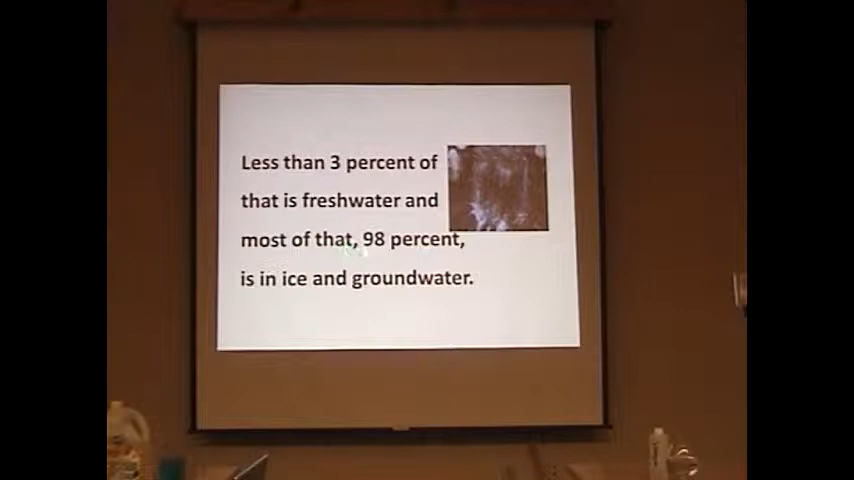 Less than 3 percent of
that is freshwater and
most of that, 98 percent,
is in ice and groundwater.